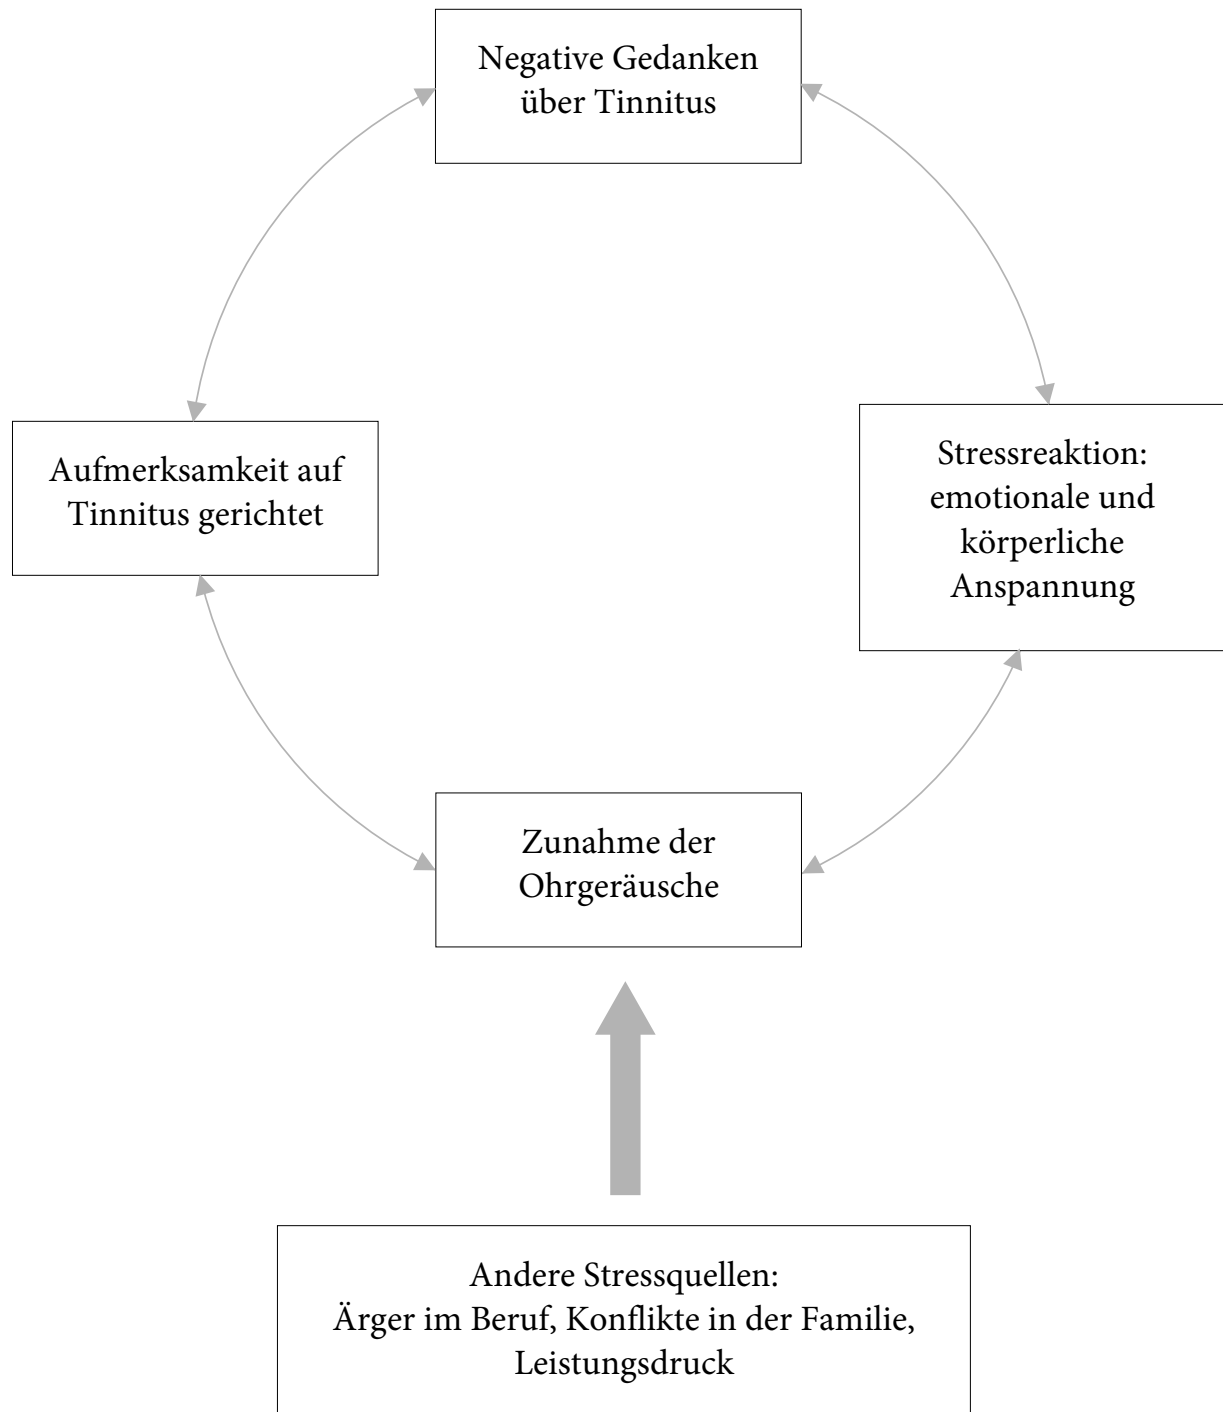 Negative Gedanken
über Tinnitus
Aufmerksamkeit auf
Tinnitus gerichtet
Stressreaktion:
emotionale und
körperliche
Anspannung
Zunahme der
Ohrgeräusche
Andere Stressquellen:
Ärger im Beruf, Konflikte in der Familie,
Leistungsdruck